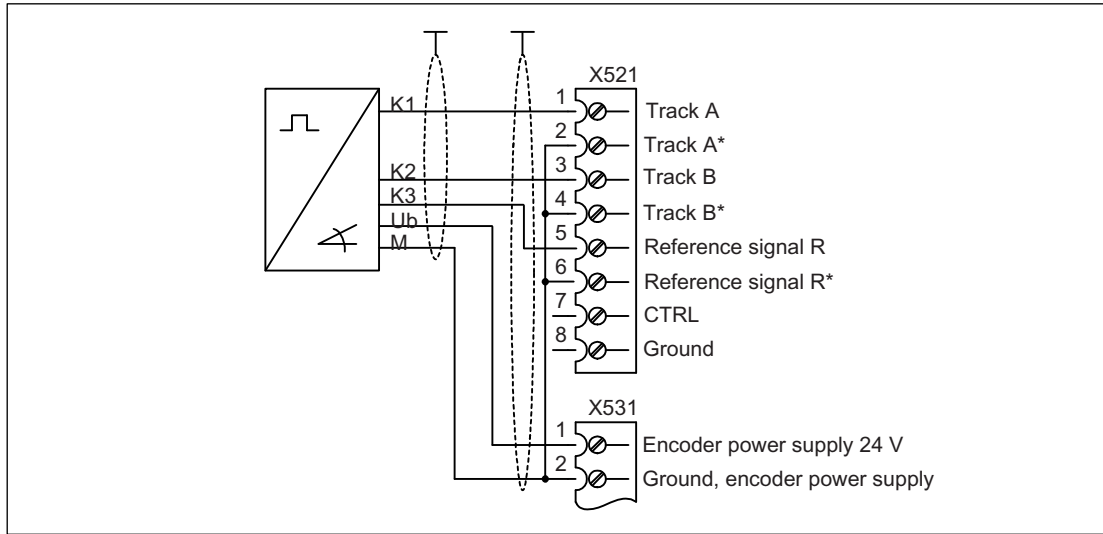 X521
K1
1
Track A
2
Track A*
K2
3
Track B
K3
4
Track B*
Ub
5
Reference signal R
M
6
Reference signal R*
7
CTRL
8
Ground
X531
1
Encoder power supply 24 V
2
Ground, encoder power supply